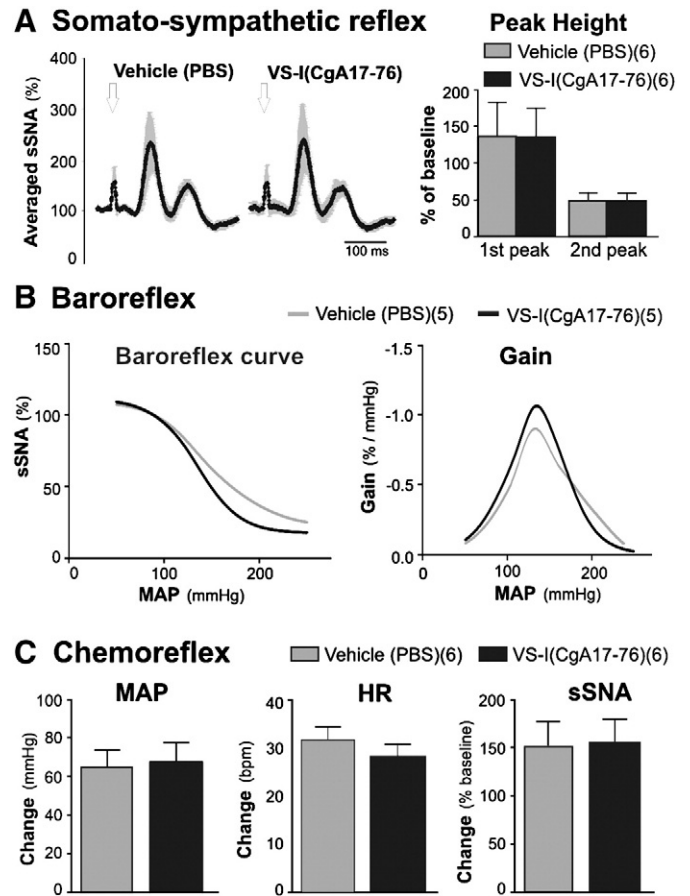 A Somato-sympathetic reflex
Peak Height
Vehicle (PBS)(6)
VS-I(CgA17-76)(6)
Averaged sSNA (%)
400
300
200
100
0
Vehicle (PBS)
VS-I(CgA17-76)
100 ms
% of baseline
200
150
100
50
0
1st peak
2nd peak
B Baroreflex
Vehicle (PBS)(5)
VS-I(CgA17-76)(5)
Baroreflex curve
sSNA (%)
150
100
50
0
0
100
200
MAP (mmHg)
Gain
Gain (% / mmHg)
-1.5
-1.0
-0.5
0.0
0
100
200
MAP (mmHg)
C Chemoreflex
Vehicle (PBS)(6)
VS-I(CgA17-76)(6)
MAP
Change (mmHg)
100
80
60
40
20
0
HR
Change (bpm)
40
30
20
10
0
sSNA
Change (% baseline)
200
150
100
50
0